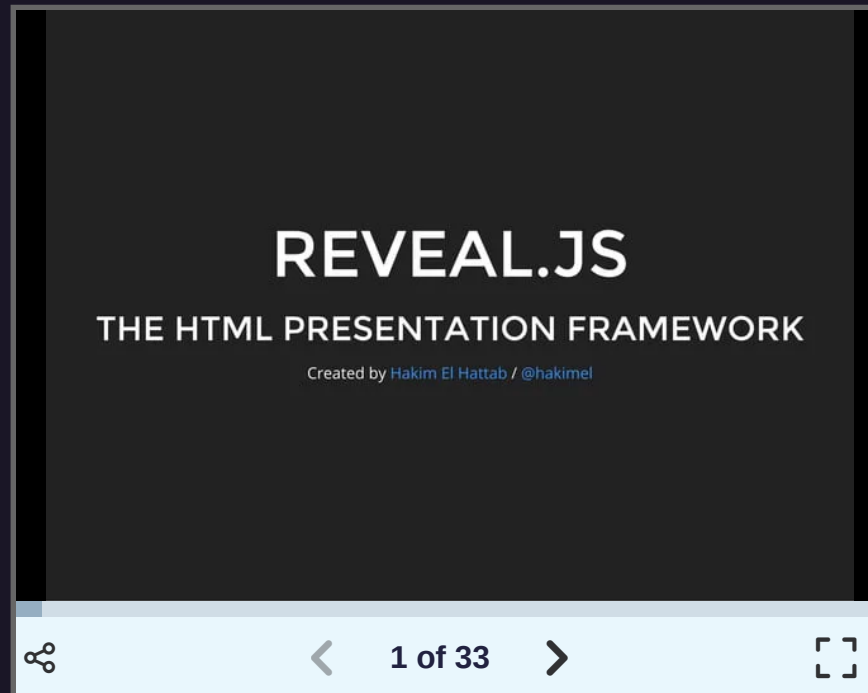 REVEAL.JS
THE HTML PRESENTATION FRAMEWORK
Created by Hakim El Hattab / @hakimel
1 of 33